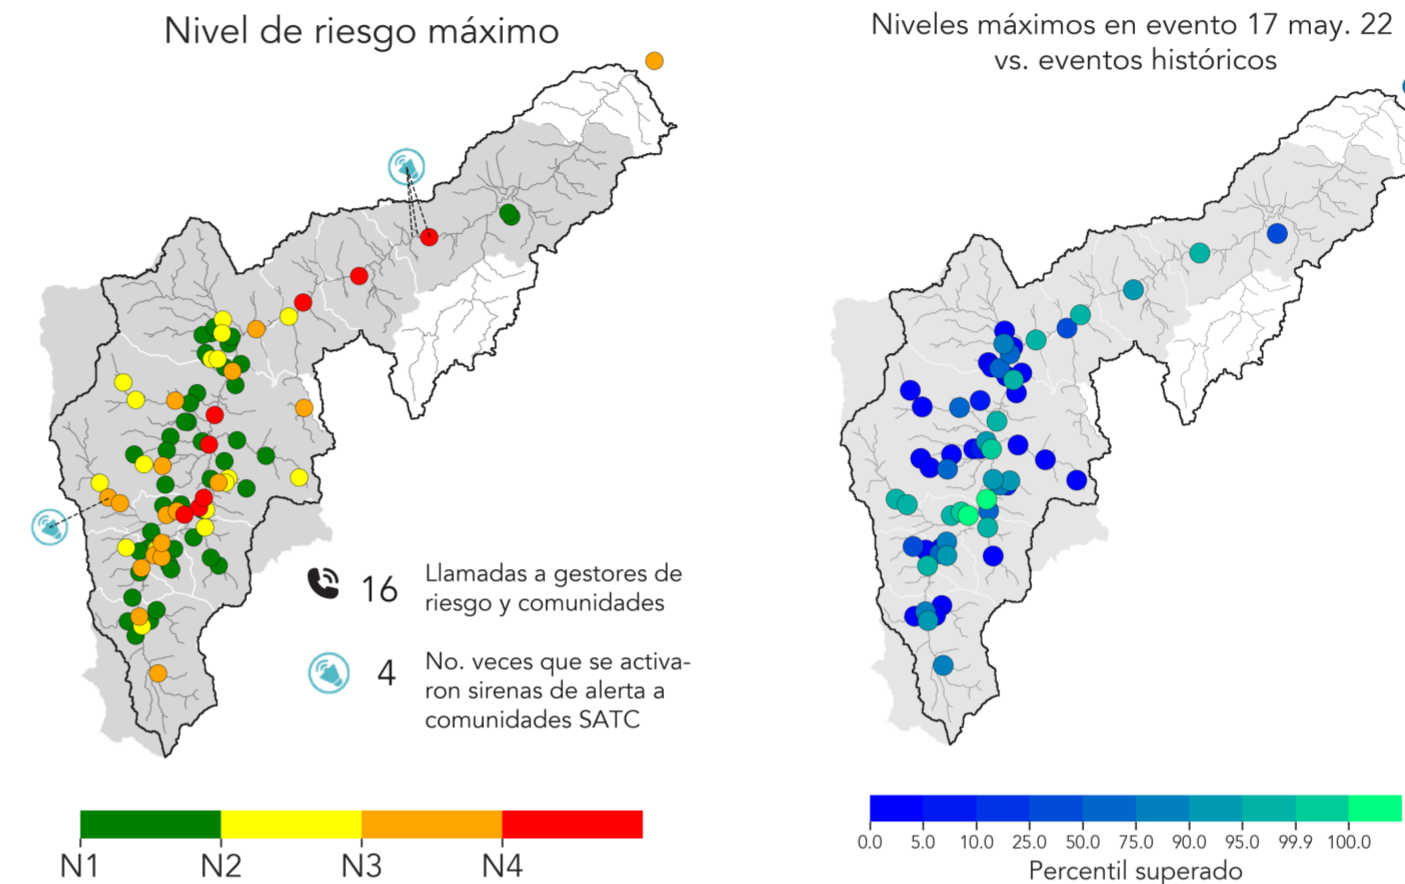 Nivel de riesgo máximo
16
Llamadas a gestores de
riesgo y comunidades
4
No. veces que se activa-
ron sirenas de alerta a
comunidades SATC
N1 N2 N3 N4
Niveles máximos en evento 17 may. 22
vs. eventos históricos
0.0 5.0 10.0 25.0 50.0 75.0 90.0 95.0 99.9 100.0
Percentil superado